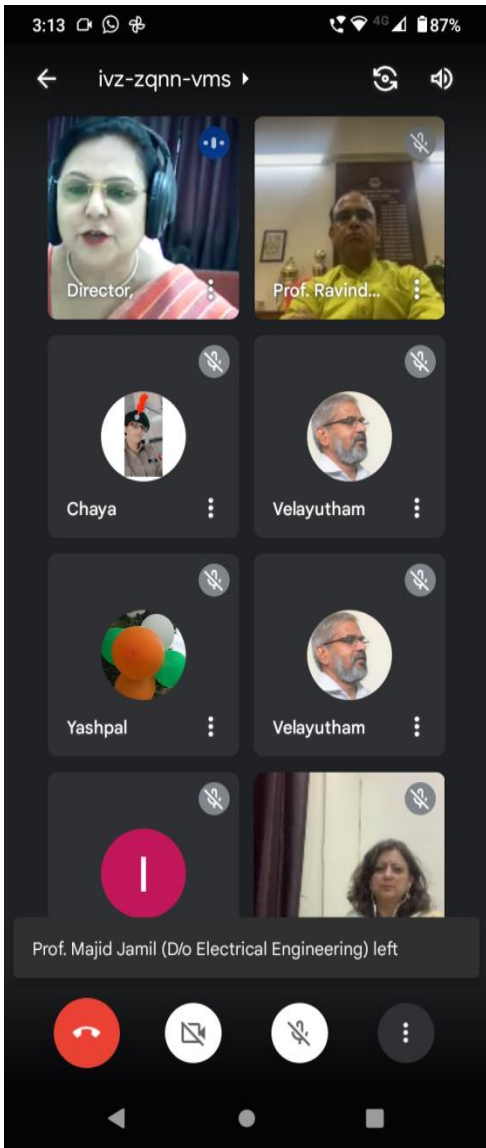 3:13 4G 87%
ivz-zqnn-vms
Director, Prof. Ravind...
Chaya Velayutham
Yashpal Velayutham
I
Prof. Majid Jamil (D/o Electrical Engineering) left